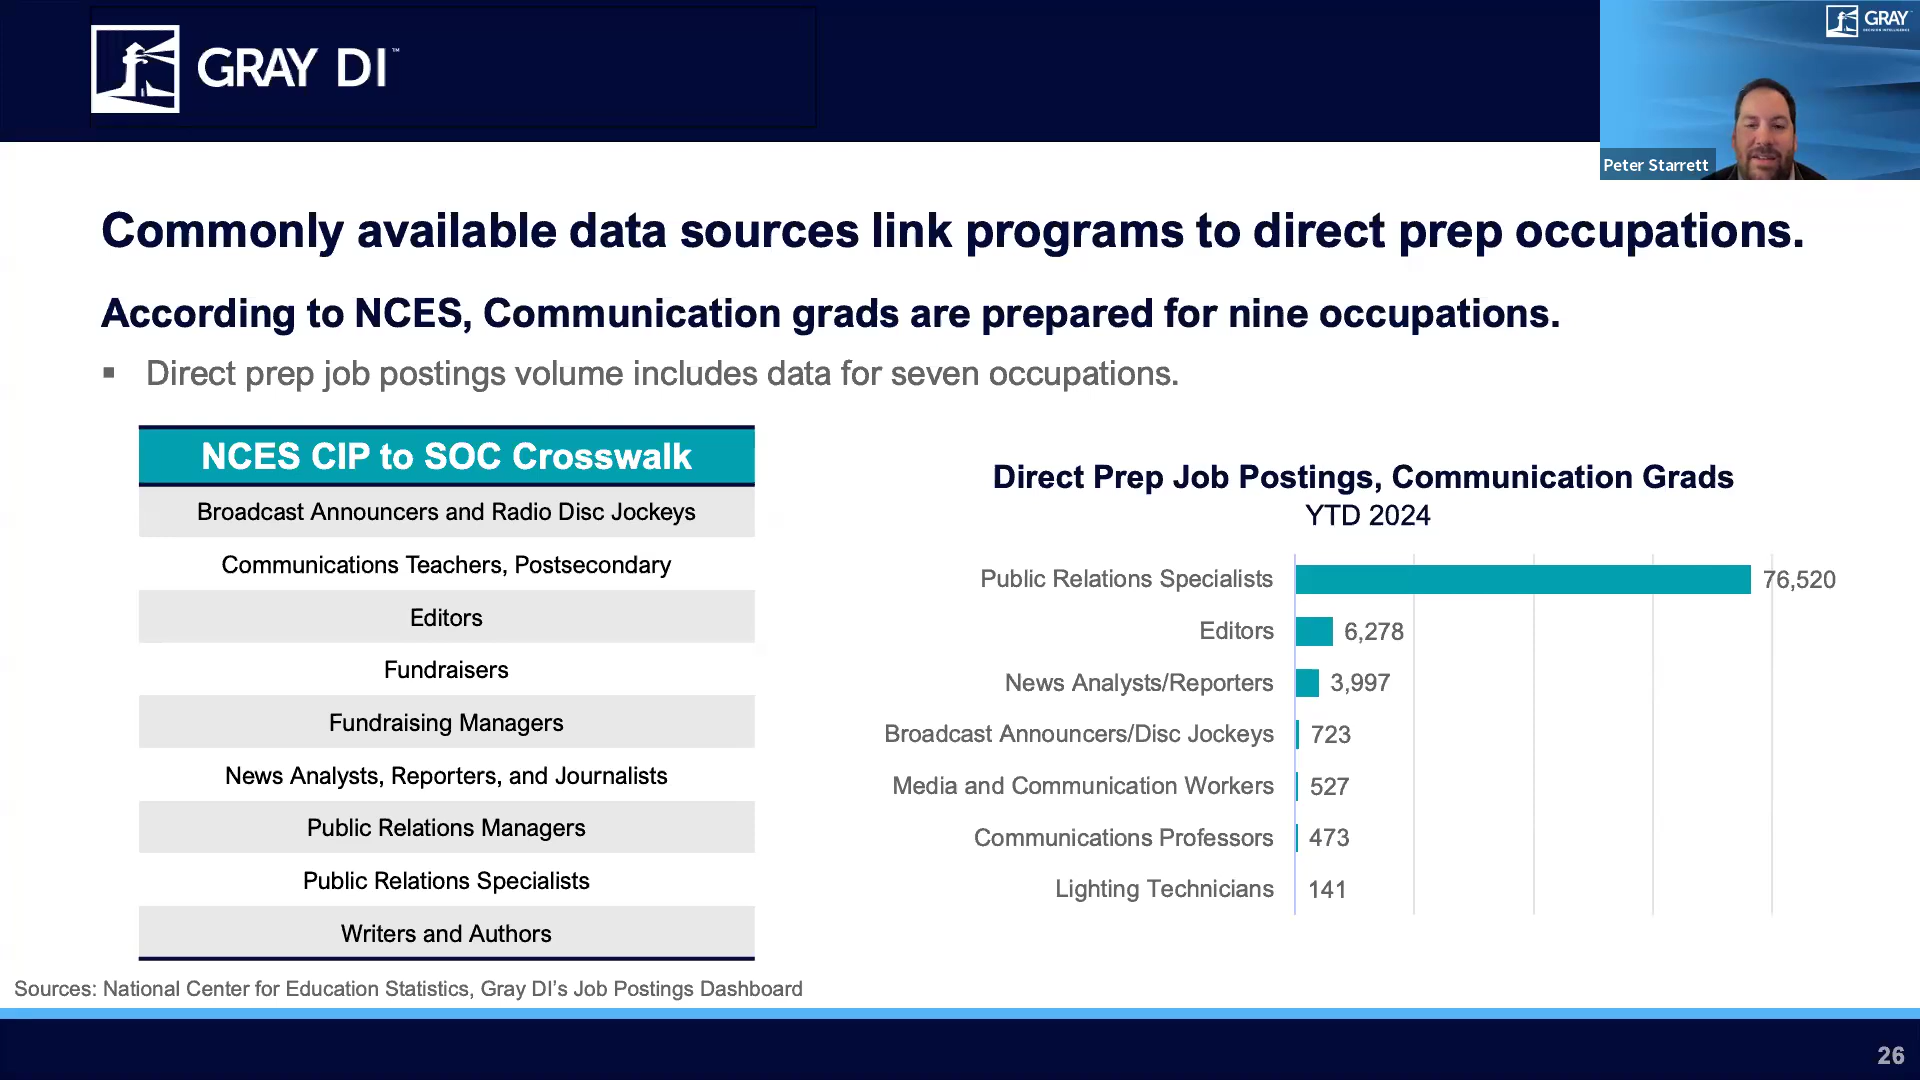 GRAY DI™
GRAY
Peter Starrett
Commonly available data sources link programs to direct prep occupations.
According to NCES, Communication grads are prepared for nine occupations.
▪ Direct prep job postings volume includes data for seven occupations.
NCES CIP to SOC Crosswalk
Broadcast Announcers and Radio Disc Jockeys
Communications Teachers, Postsecondary
Editors
Fundraisers
Fundraising Managers
News Analysts, Reporters, and Journalists
Public Relations Managers
Public Relations Specialists
Writers and Authors
Direct Prep Job Postings, Communication Grads
YTD 2024
Public Relations Specialists 76,520
Editors 6,278
News Analysts/Reporters 3,997
Broadcast Announcers/Disc Jockeys 723
Media and Communication Workers 527
Communications Professors 473
Lighting Technicians 141
Sources: National Center for Education Statistics, Gray DI’s Job Postings Dashboard
26